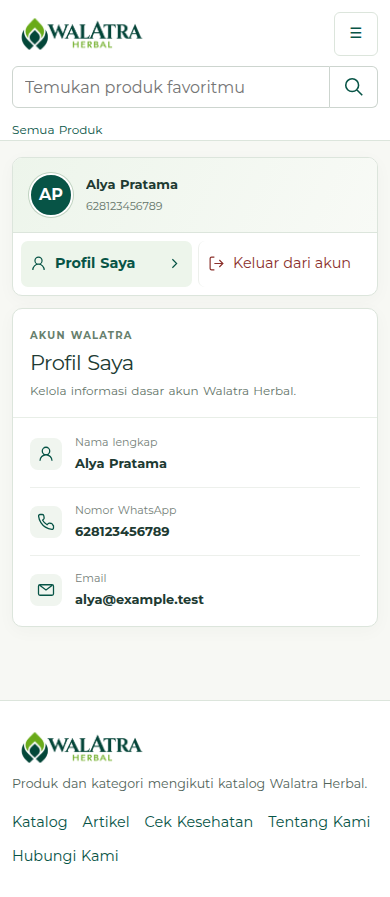 WALATRA
HERBAL
☰
Temukan produk favoritmu
Semua Produk
AP
Alya Pratama
628123456789
Profil Saya
Keluar dari akun
AKUN WALATRA
Profil Saya
Kelola informasi dasar akun Walatra Herbal.
Nama lengkap
Alya Pratama
Nomor WhatsApp
628123456789
Email
alya@example.test
WALATRA
HERBAL
Produk dan kategori mengikuti katalog Walatra Herbal.
Katalog Artikel Cek Kesehatan Tentang Kami
Hubungi Kami